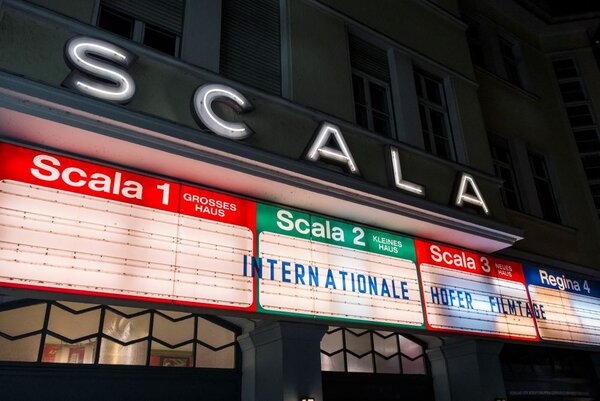 SCALA
Scala 1 GROSSES HAUS
Scala 2 KLEINES HAUS
Scala 3 NEUES HAUS
Regina 4
INTERNATIONALE HOFER FILMTAGE